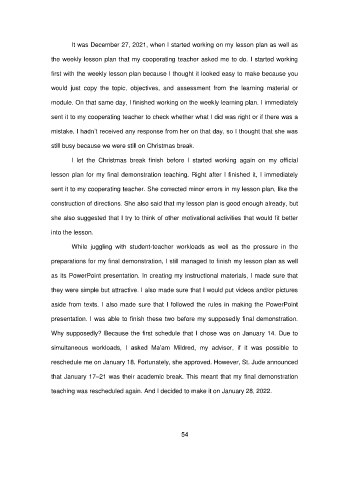 It was December 27, 2021, when I started working on my lesson plan as well as
the weekly lesson plan that my cooperating teacher asked me to do. I started working
first with the weekly lesson plan because I thought it looked easy to make because you
would just copy the topic, objectives, and assessment from the learning material or
module. On that same day, I finished working on the weekly learning plan. I immediately
sent it to my cooperating teacher to check whether what I did was right or if there was a
mistake. I hadn't received any response from her on that day, so I thought that she was
still busy because we were still on Christmas break.
I let the Christmas break finish before I started working again on my official
lesson plan for my final demonstration teaching. Right after I finished it, I immediately
sent it to my cooperating teacher. She corrected minor errors in my lesson plan, like the
construction of directions. She also said that my lesson plan is good enough already, but
she also suggested that I try to think of other motivational activities that would fit better
into the lesson.
While juggling with student-teacher workloads as well as the pressure in the
preparations for my final demonstration, I still managed to finish my lesson plan as well
as its PowerPoint presentation. In creating my instructional materials, I made sure that
they were simple but attractive. I also made sure that I would put videos and/or pictures
aside from texts. I also made sure that I followed the rules in making the PowerPoint
presentation. I was able to finish these two before my supposedly final demonstration.
Why supposedly? Because the first schedule that I chose was on January 14. Due to
simultaneous workloads, I asked Ma'am Mildred, my adviser, if it was possible to
reschedule me on January 18. Fortunately, she approved. However, St. Jude announced
that January 17–21 was their academic break. This meant that my final demonstration
teaching was rescheduled again. And I decided to make it on January 28, 2022.
54